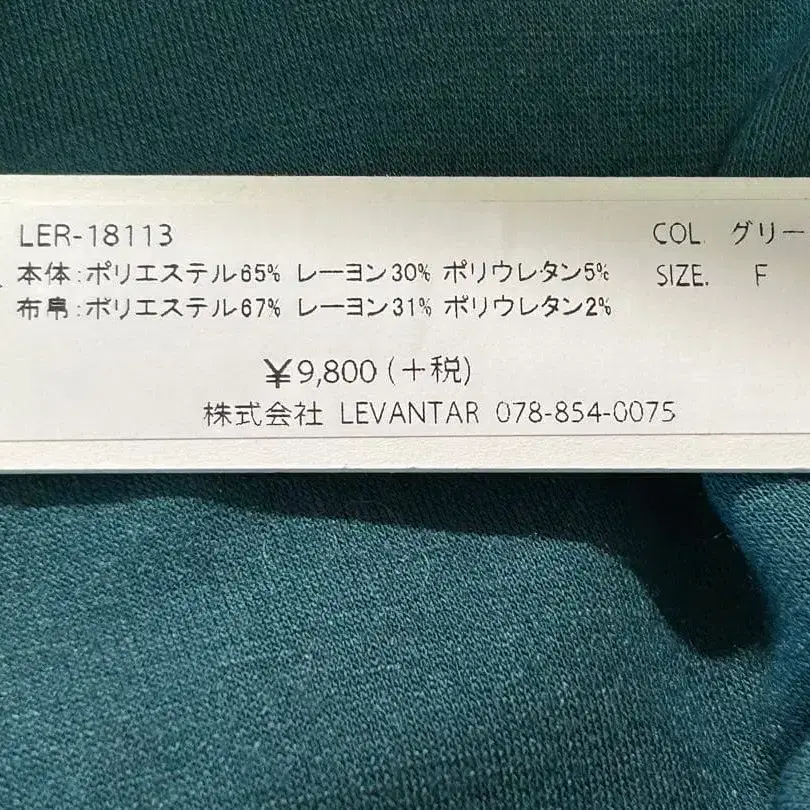 LER-18113 COL. グリー
本体:ポリエステル65% レーヨン30% ポリウレタン5% SIZE. F
布帛:ポリエステル67% レーヨン31% ポリウレタン2%
¥9,800(+税)
株式会社 LEVANTAR 078-854-0075